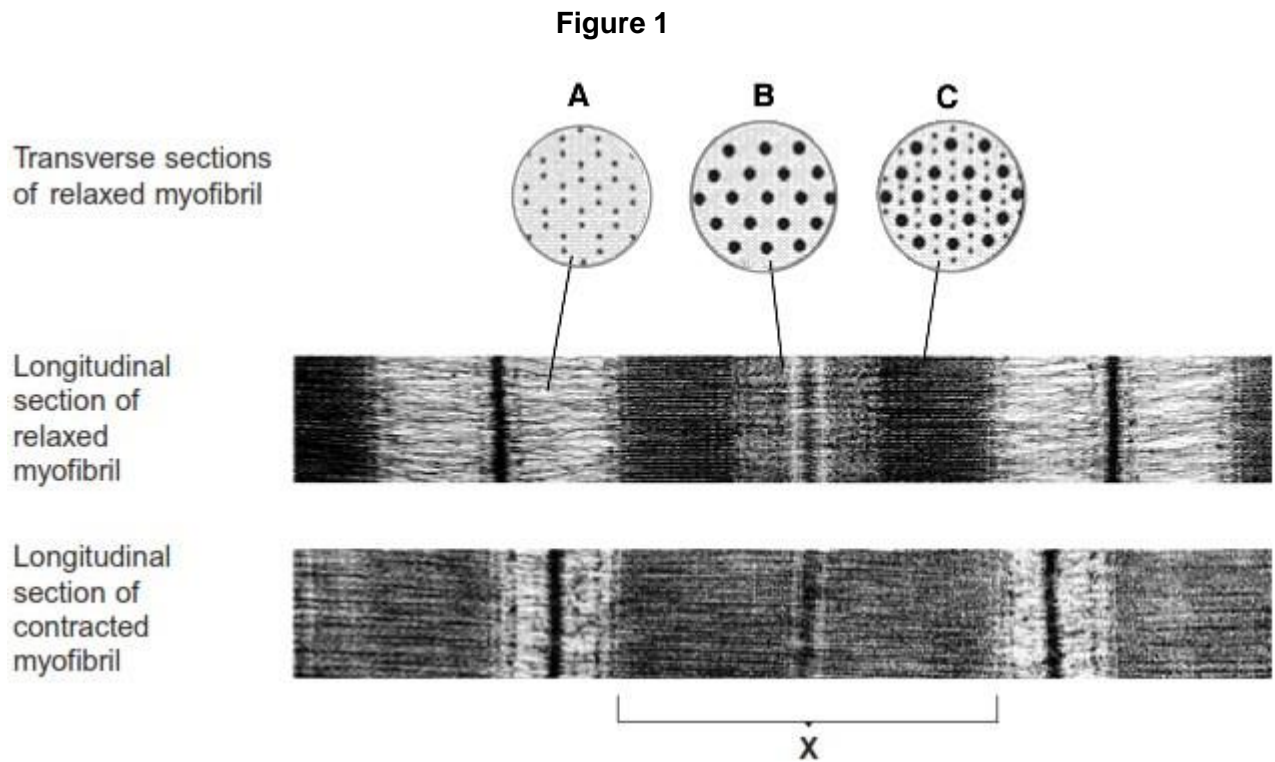 Figure 1
A
B
C
Transverse sections
of relaxed myofibril
Longitudinal
section of
relaxed
myofibril
Longitudinal
section of
contracted
myofibril
X